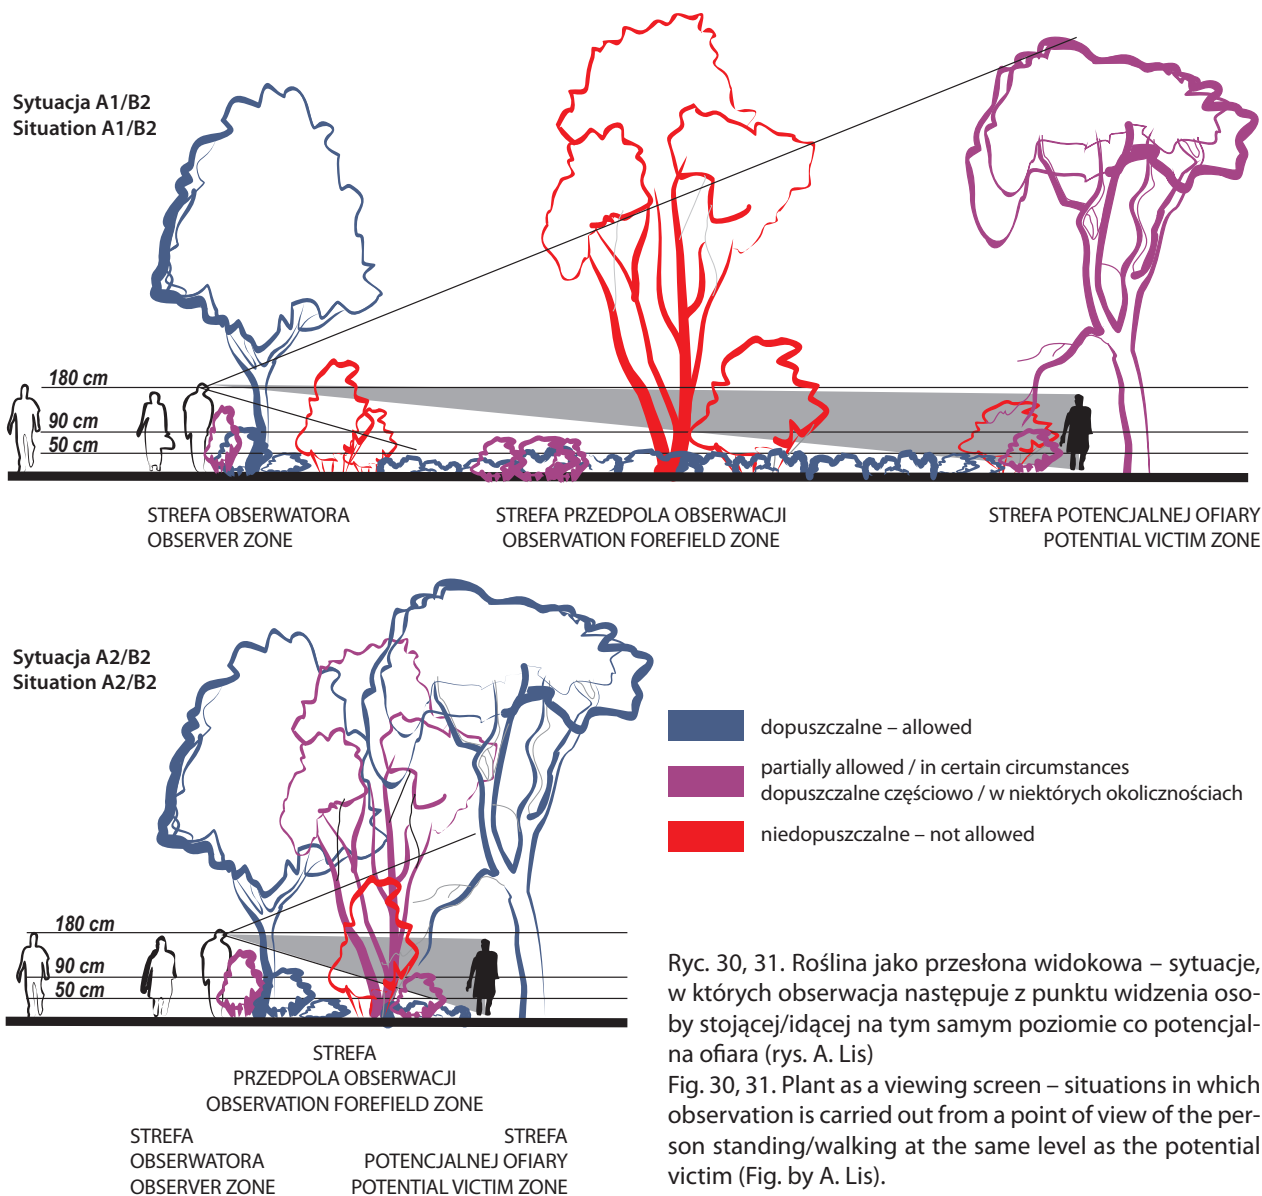 Sytuacja A1/B2
Situation A1/B2
180 cm
90 cm
50 cm
STREFA OBSERWATORA
OBSERVER ZONE
STREFA PRZEDPOLA OBSERWACJI
OBSERVATION FOREFIELD ZONE
STREFA POTENCJALNEJ OFIARY
POTENTIAL VICTIM ZONE
Sytuacja A2/B2
Situation A2/B2
180 cm
90 cm
50 cm
STREFA
PRZEDPOLA OBSERWACJI
OBSERVATION FOREFIELD ZONE
STREFA
OBSERWATORA
OBSERVER ZONE
STREFA
POTENCJALNEJ OFIARY
POTENTIAL VICTIM ZONE
dopuszczalne – allowed
partially allowed / in certain circumstances
dopuszczalne częściowo / w niektórych okolicznościach
niedopuszczalne – not allowed
Ryc. 30, 31. Roślina jako przesłona widokowa – sytuacje,
w których obserwacja następuje z punktu widzenia oso-
by stojącej/idącej na tym samym poziomie co potencjal-
na ofiara (rys. A. Lis)
Fig. 30, 31. Plant as a viewing screen – situations in which
observation is carried out from a point of view of the per-
son standing/walking at the same level as the potential
victim (Fig. by A. Lis).